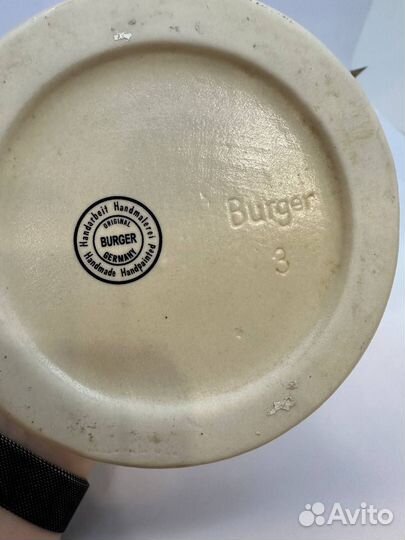 Handarbeit Handmalerei
ORIGINAL
BURGER
GERMANY
Handmade Handpainted
Burger
3
Avito